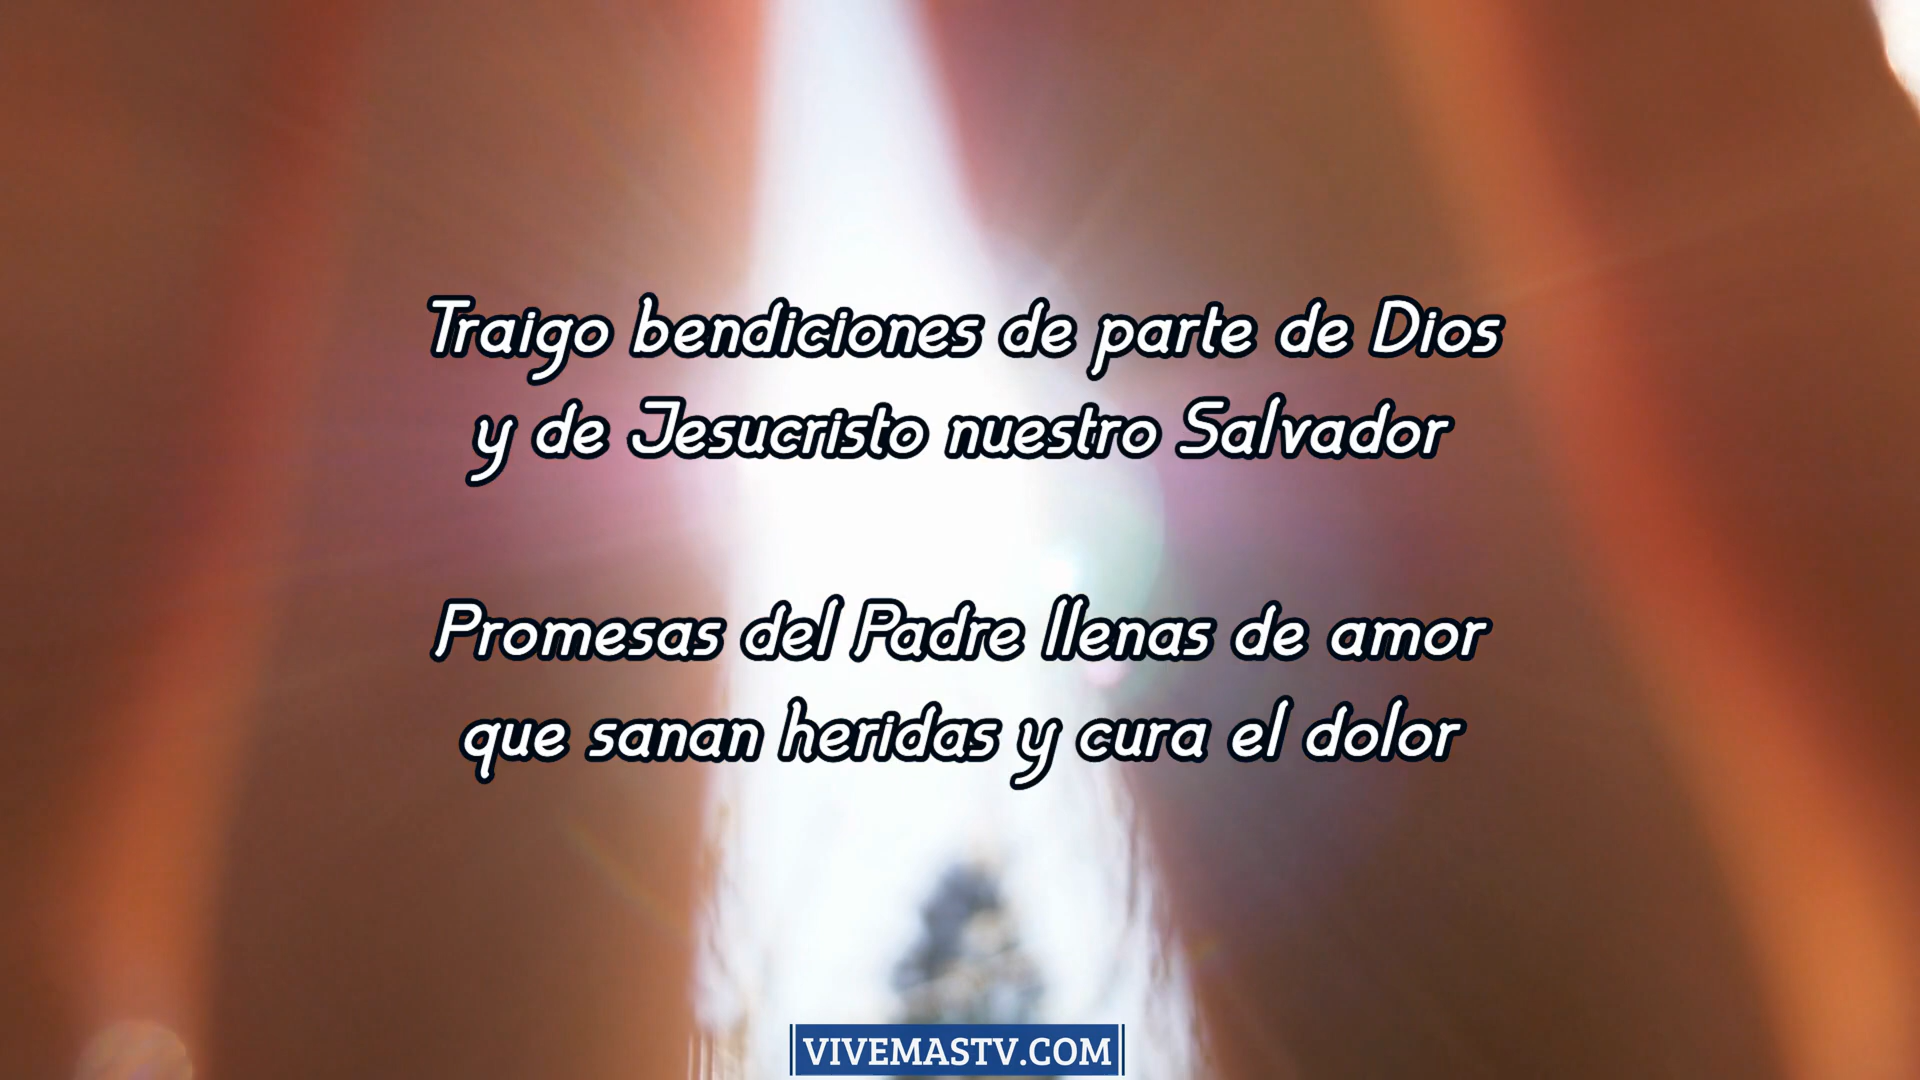 Traigo bendiciones de parte de Dios
y de Jesucristo nuestro Salvador
Promesas del Padre llenas de amor
que sanan heridas y cura el dolor
VIVEMASTV.COM